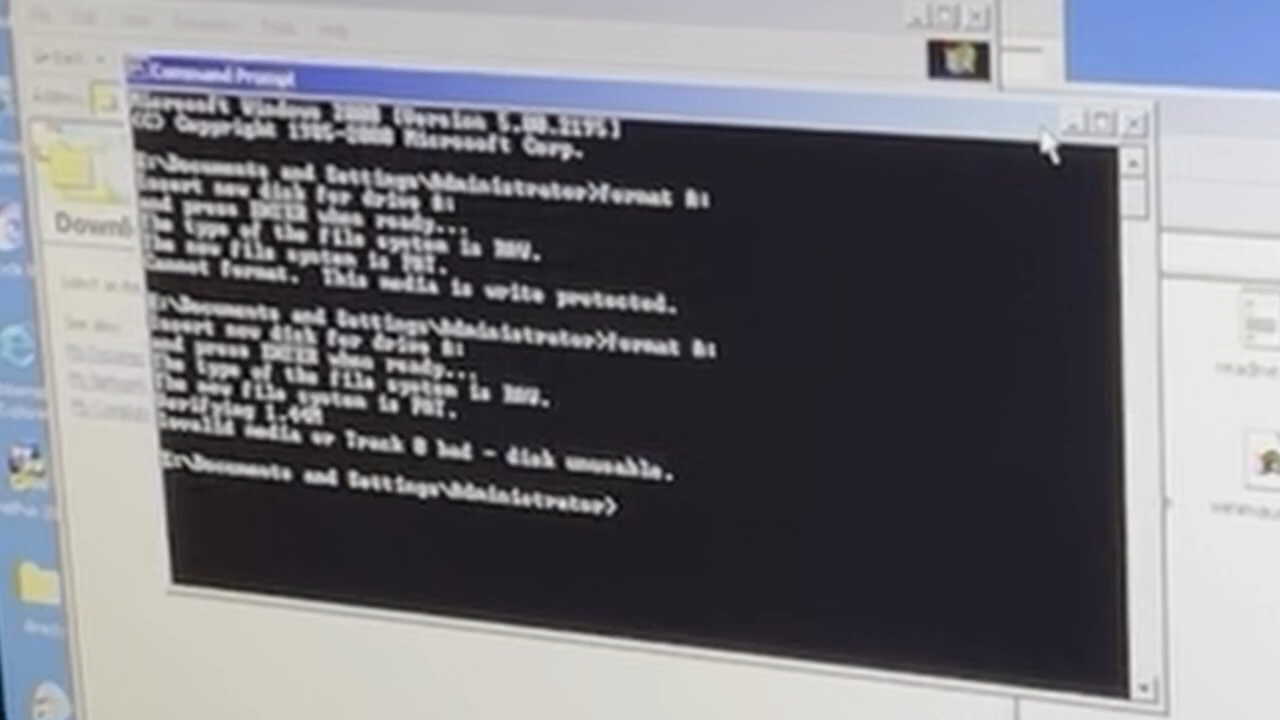 Command Prompt
Microsoft Windows 2000 [Version 5.00.2195]
(C) Copyright 1985-2000 Microsoft Corp.
\Documents and Settings\Administrator>format A:
Insert new disk for drive A:
and press ENTER when ready...
The type of the file system is RAW.
The new file system is FAT.
Cannot format. This media is write protected.
\Documents and Settings\Administrator>format A:
Insert new disk for drive A:
and press ENTER when ready...
The type of the file system is RAW.
The new file system is FAT.
Verifying 1.44M
Invalid media or Track 0 bad - disk unusable.
\Documents and Settings\Administrator>
Downl